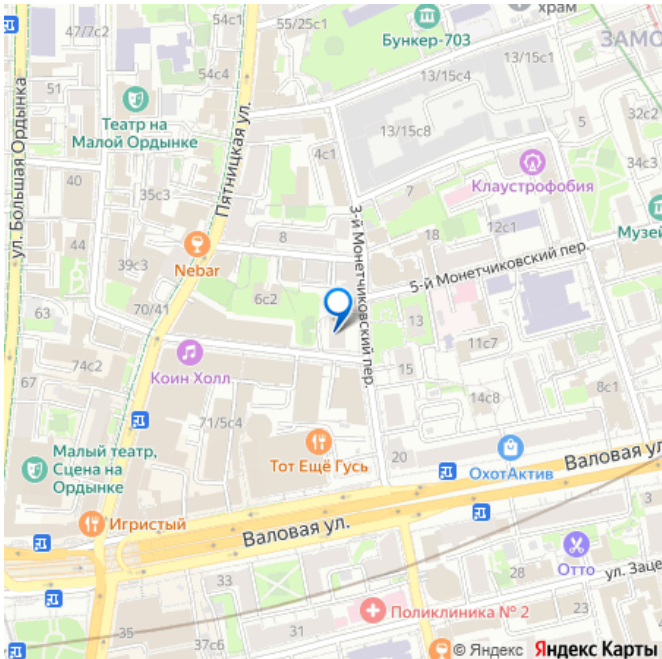 47/7с2
54с1
55/25с1
храм
Бункер-703
ЗАМО
54с4
13/15с1
51
13/15с4
Театр на
Малой Ордынке
ул. Большая Ордынка
Пятницкая ул.
32с2
5
13/15с8
4с1
34с3
40
35с3
Клаустрофобия
7
3-й Монетчиковский пер.
12с1
Музей
44
39с3
8
18
Nebar
5-й Монетчиковский пер.
6с2
63
70/41
13
11с7
74с2
15
Коин Холл
67
8с1
14с8
71/5с4
Малый театр,
Сцена на
Ордынке
Тот Ещё Гусь
20
ОхотАктив
Валовая ул
Игристый
Валовая ул.
3
Отто
33
28
ул. Заце
Поликлиника № 2
23
35
31
37с6
© Яндекс Яндекс Карты